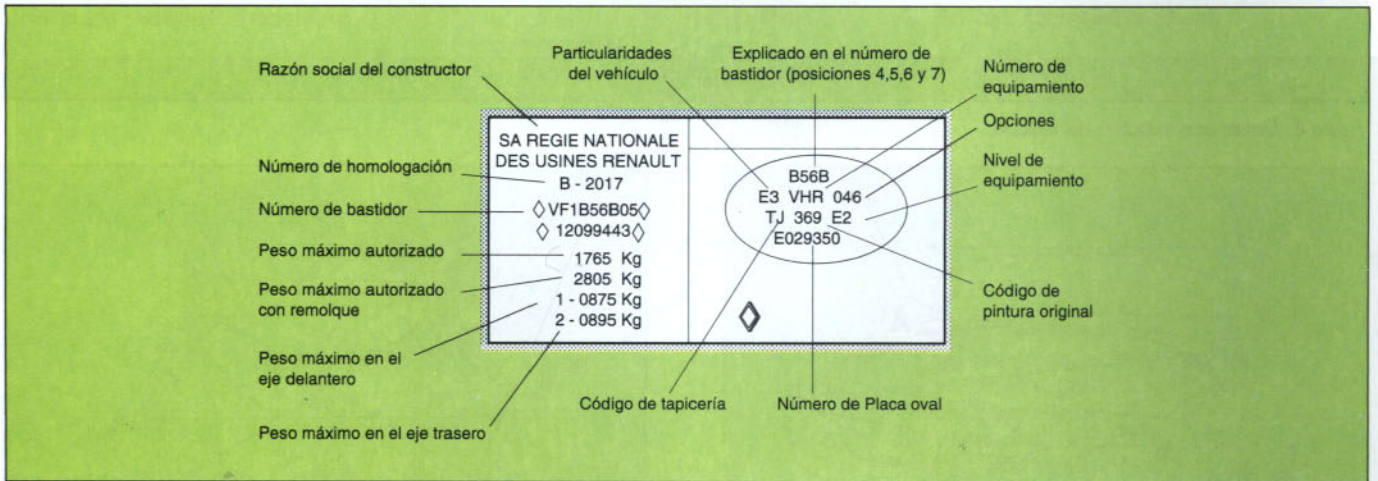 Razón social del constructor
Particularidades
del vehículo
Explicado en el número de
bastidor (posiciones 4,5,6 y 7)
Número de
equipamiento
Opciones
Nivel de
equipamiento
Número de homologación
Número de bastidor
Peso máximo autorizado
Peso máximo autorizado
con remolque
Peso máximo en el
eje delantero
Peso máximo en el eje trasero
SA REGIE NATIONALE
DES USINES RENAULT
B - 2017
◊ VF1B56B05 ◊
◊ 12099443 ◊
1765 Kg
2805 Kg
1 - 0875 Kg
2 - 0895 Kg
B56B
E3 VHR 046
TJ 369 E2
E029350
Código de
pintura original
Código de tapicería
Número de Placa oval